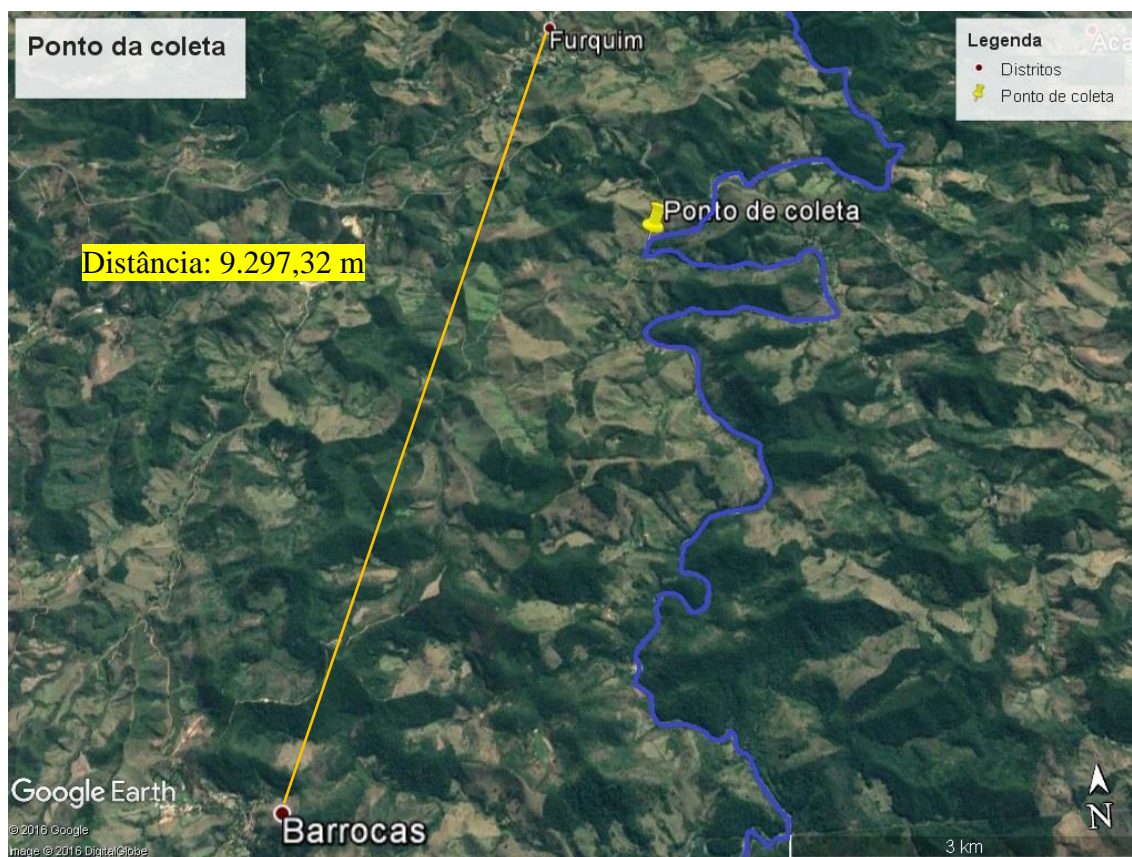 Ponto da coleta
Furquim
Legenda
Aca
Distritos
Ponto de coleta
Ponto de coleta
Distância: 9.297,32 m
Google Earth
N
© 2016 Google
Barrocas
Image © 2016 DigitalGlobe
3 km